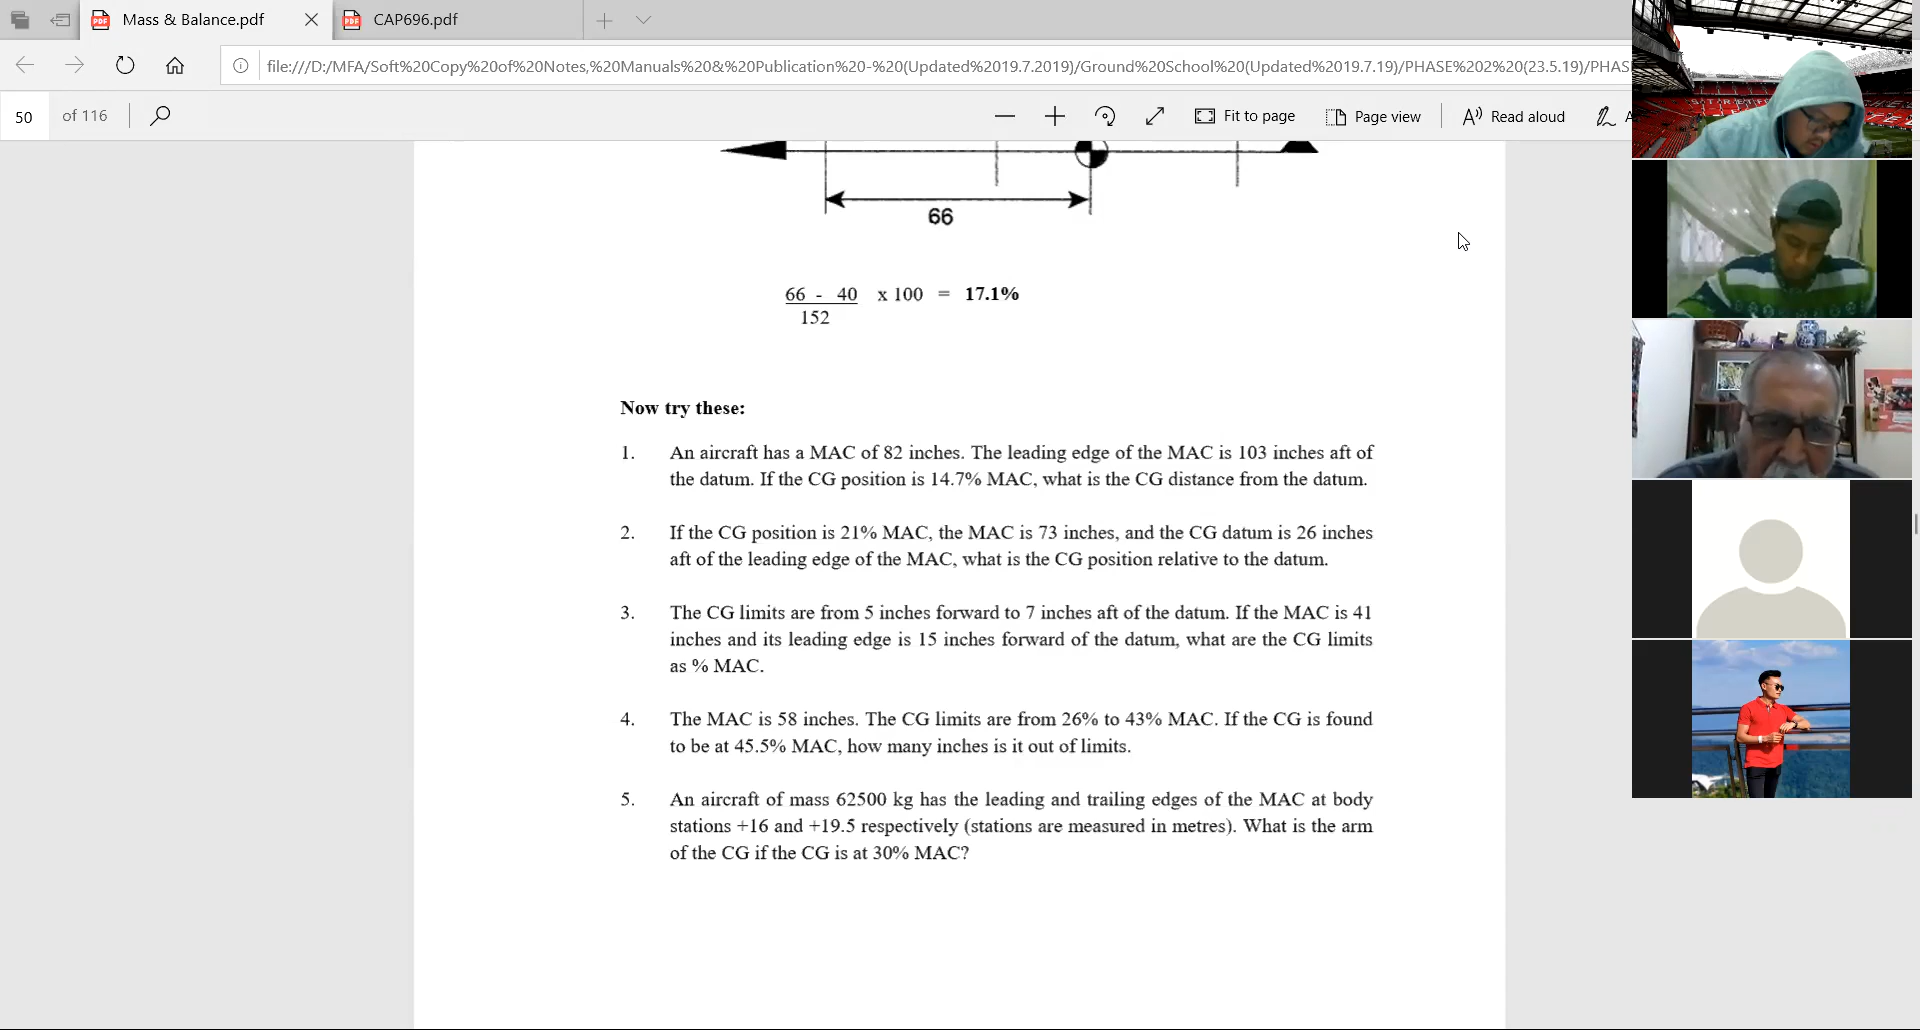 Mass & Balance.pdf
CAP696.pdf
file:///D:/MFA/Soft%20Copy%20of%20Notes,%20Manuals%20&%20Publication%20-%20(Updated%2019.7.2019)/Ground%20School%20(Updated%2019.7.19)/PHASE%202%20(23.5.19)/PHAS
50 of 116
Fit to page
Page view
Read aloud
66
66 - 40 x 100 = 17.1%
152
Now try these:
1. An aircraft has a MAC of 82 inches. The leading edge of the MAC is 103 inches aft of
the datum. If the CG position is 14.7% MAC, what is the CG distance from the datum.
2. If the CG position is 21% MAC, the MAC is 73 inches, and the CG datum is 26 inches
aft of the leading edge of the MAC, what is the CG position relative to the datum.
3. The CG limits are from 5 inches forward to 7 inches aft of the datum. If the MAC is 41
inches and its leading edge is 15 inches forward of the datum, what are the CG limits
as % MAC.
4. The MAC is 58 inches. The CG limits are from 26% to 43% MAC. If the CG is found
to be at 45.5% MAC, how many inches is it out of limits.
5. An aircraft of mass 62500 kg has the leading and trailing edges of the MAC at body
stations +16 and +19.5 respectively (stations are measured in metres). What is the arm
of the CG if the CG is at 30% MAC?